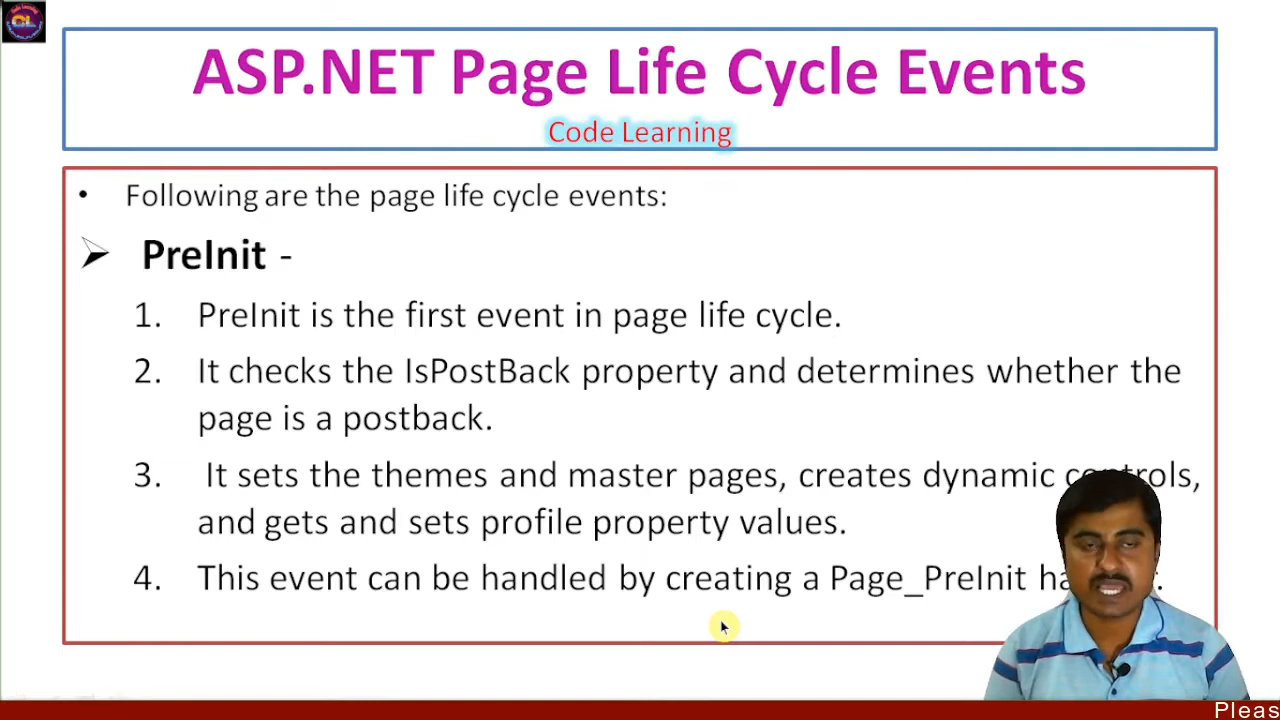 ASP.NET Page Life Cycle Events
Code Learning
• Following are the page life cycle events:
➢ PreInit -
1. PreInit is the first event in page life cycle.
2. It checks the IsPostBack property and determines whether the
page is a postback.
3. It sets the themes and master pages, creates dynamic controls,
and gets and sets profile property values.
4. This event can be handled by creating a Page_PreInit
Pleas